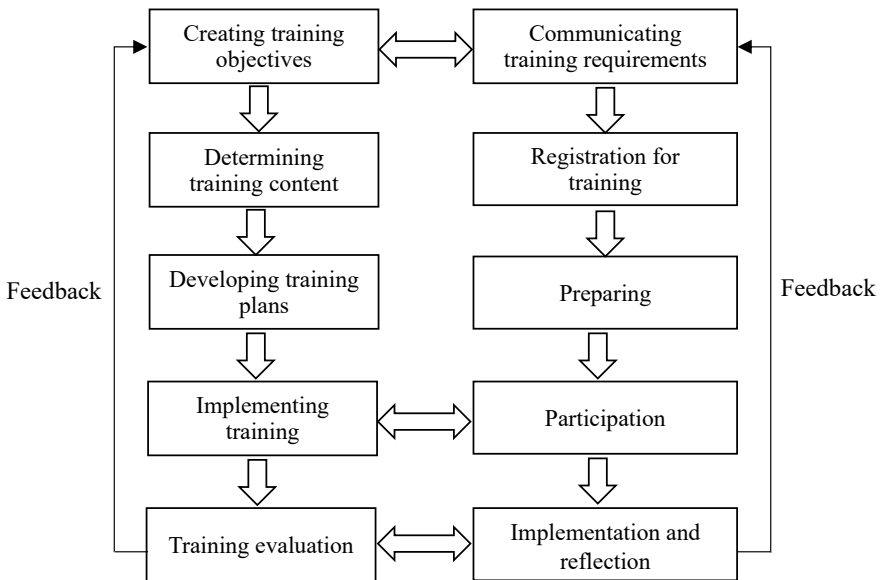 Creating training
objectives
Communicating
training requirements
Determining
training content
Registration for
training
Feedback
Developing training
plans
Preparing
Feedback
Implementing
training
Participation
Training evaluation
Implementation and
reflection